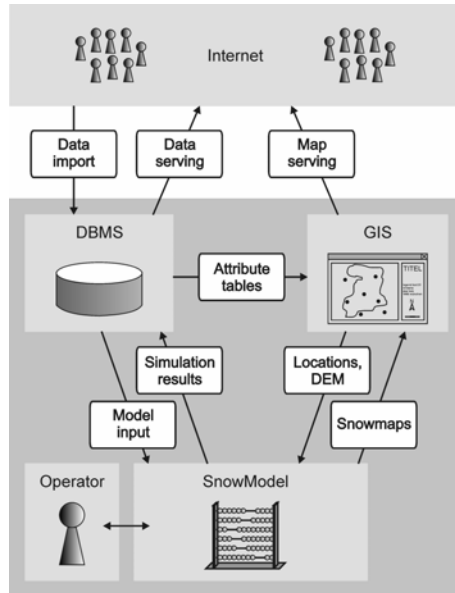 Internet
Data
import
Data
serving
Map
serving
DBMS
GIS
TITEL
N
Attribute
tables
Simulation
results
Locations,
DEM
Model
input
Snowmaps
Operator
SnowModel